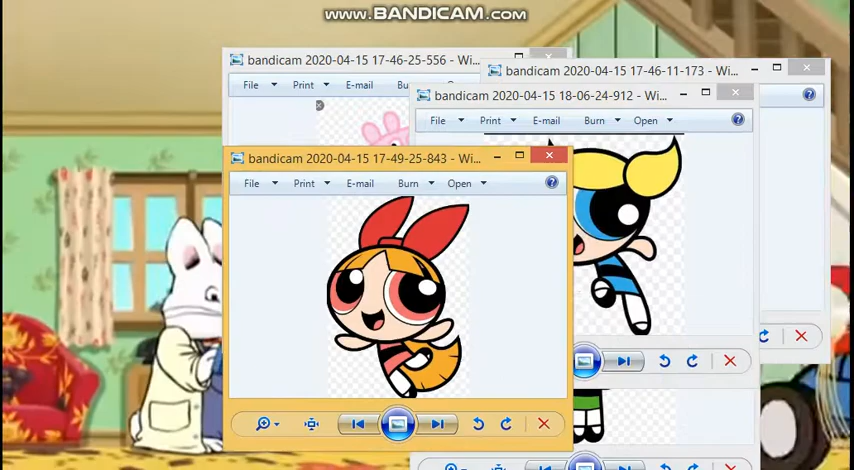 www.BANDICAM.com
bandicam 2020-04-15 17-46-25-556 - Wi...
File Print E-mail
bandicam 2020-04-15 17-46-11-173 - Wi...
bandicam 2020-04-15 18-06-24-912 - Wi...
File Print E-mail Burn Open
bandicam 2020-04-15 17-49-25-843 - Wi...
File Print E-mail Burn Open